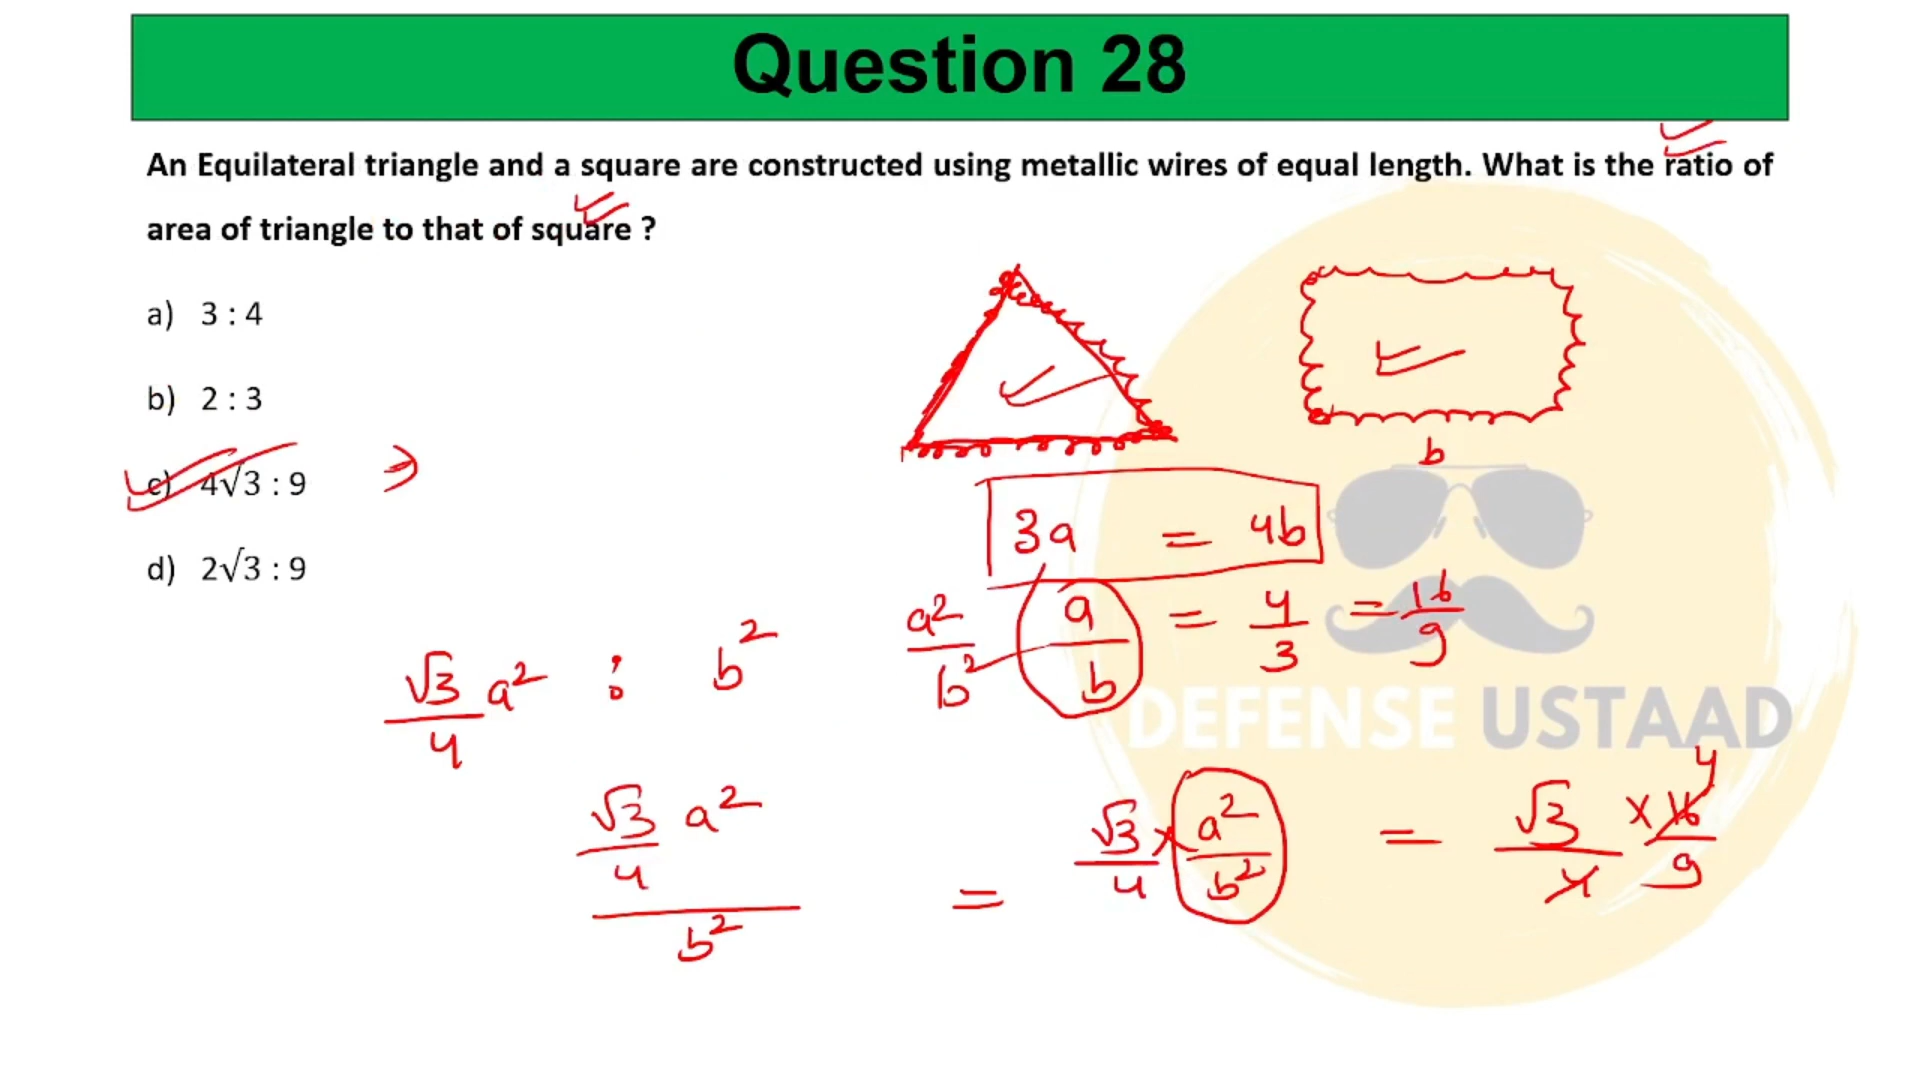 Question 28
An Equilateral triangle and a square are constructed using metallic wires of equal length. What is the ratio of
area of triangle to that of square ?
a) 3 : 4
b) 2 : 3
c) 4√3 : 9
d) 2√3 : 9
b
3a = 4b
a²/b² a/b = 4/3 = 16/9
√3/4 a² : b²
DEFENSE USTAAD
√3/4 a² / b² = √3/4 × a²/b² = √3/4 × 16/9 4